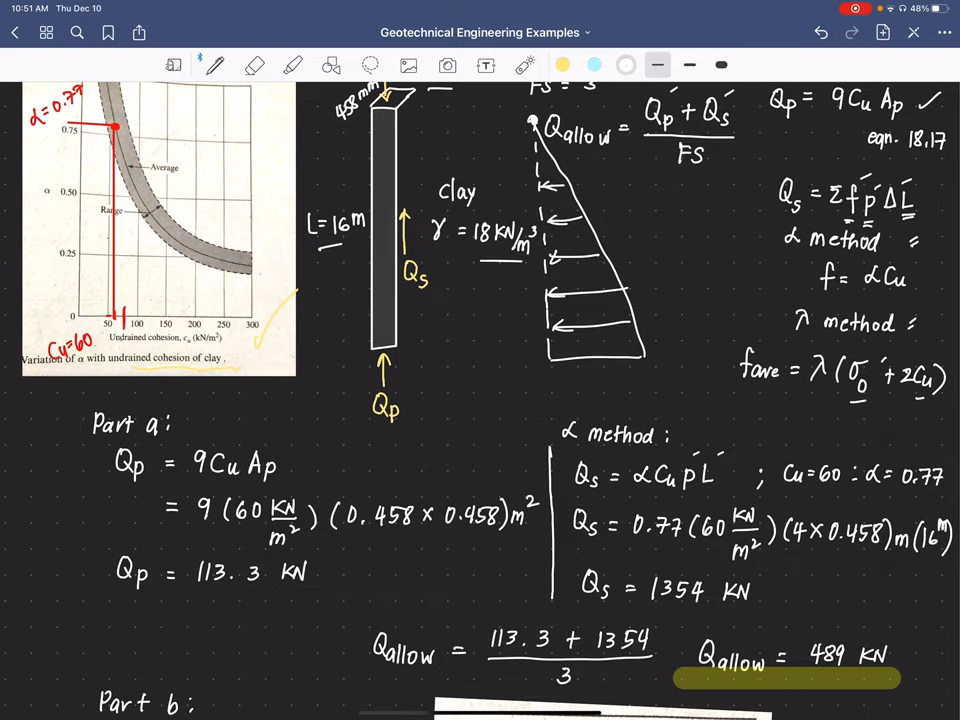 10:51 AM Thu Dec 10
48%
Geotechnical Engineering Examples
α=0.77
0.75
0.50
0.25
0
α
Average
Range
50 100 150 200 250 300
Cu=60
Undrained cohesion, cu (kN/m²)
Variation of α with undrained cohesion of clay
458 mm
L=16 m
Qs
Qp
clay
γ = 18 KN/m³
FS = 3
Qallow = (Qp + Qs) / FS
Qp = 9 Cu Ap ✓
eqn. 18.17
Qs = Σ f p Δ L
α method =
f = αCu
λ method =
fave = λ (σ₀′ + 2Cu)
Part a:
Qp = 9 Cu Ap
= 9 (60 KN/m²) (0.458 × 0.458) m²
Qp = 113.3 KN
α method:
Qs = α Cu p L ; Cu=60 ∴ α=0.77
Qs = 0.77 (60 KN/m²) (4×0.458) m (16 m)
Qs = 1354 KN
Qallow = (113.3 + 1354) / 3 Qallow = 489 KN
Part b: